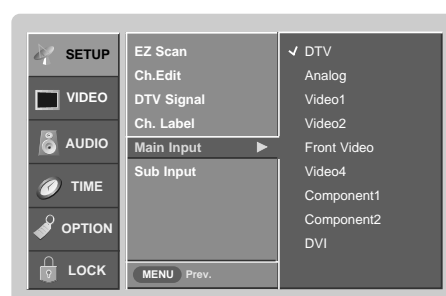 SETUP
VIDEO
AUDIO
TIME
OPTION
LOCK
EZ Scan
Ch.Edit
DTV Signal
Ch. Label
Main Input
Sub Input
MENU Prev.
DTV
Analog
Video1
Video2
Front Video
Video4
Component1
Component2
DVI